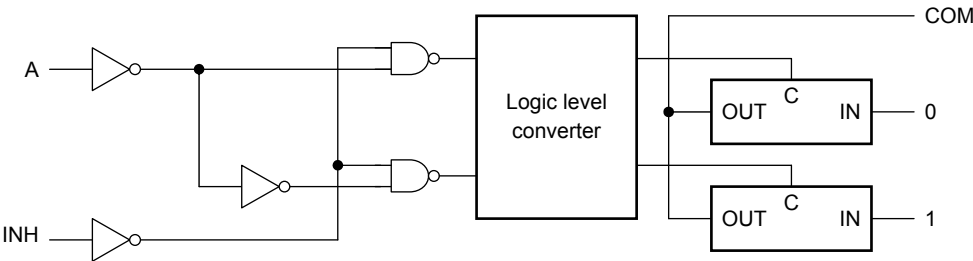 COM
A
Logic level
converter
C
OUT
IN
0
C
OUT
IN
1
INH